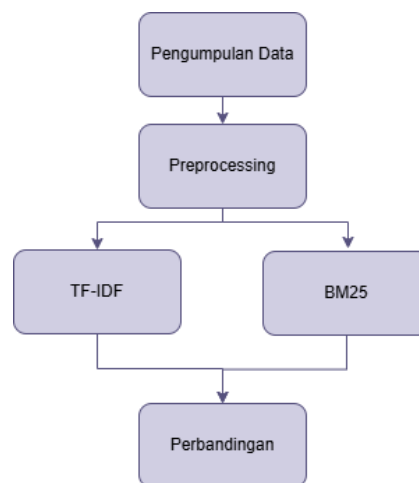 Pengumpulan Data
Preprocessing
TF-IDF
BM25
Perbandingan